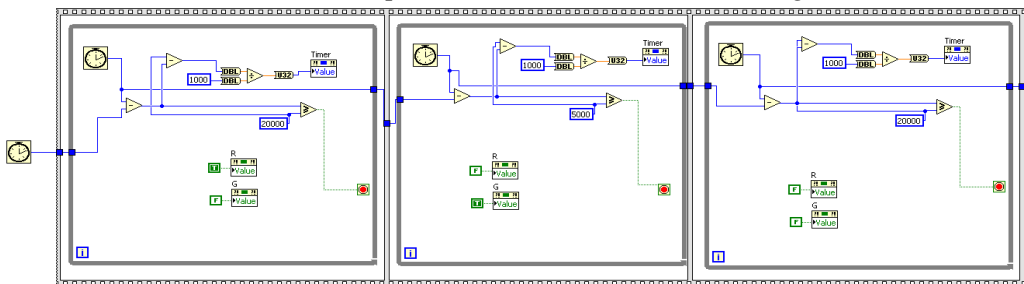 Timer
DBL
DBL
1000
U32
Value
20000
R
T
Value
G
F
Value
i
Timer
DBL
DBL
1000
U32
Value
5000
R
F
Value
G
T
Value
i
Timer
DBL
DBL
1000
U32
Value
20000
R
F
Value
G
F
Value
i